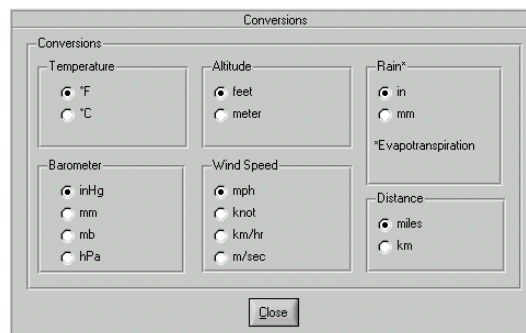 Conversions
Conversions
Temperature
°F
°C
Altitude
feet
meter
Rain*
in
mm
*Evapotranspiration
Barometer
inHg
mm
mb
hPa
Wind Speed
mph
knot
km/hr
m/sec
Distance
miles
km
Close